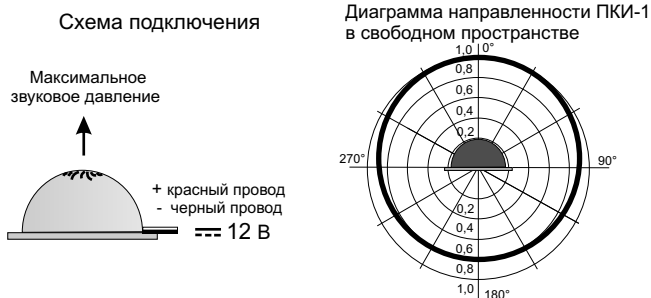 Схема подключения
Максимальное
звуковое давление
+ красный провод
- черный провод
12 В
Диаграмма направленности ПКИ-1
в свободном пространстве
1,0 0°
0,8
0,6
0,4
0,2
270° 90°
0,2
0,4
0,6
0,8
1,0 180°